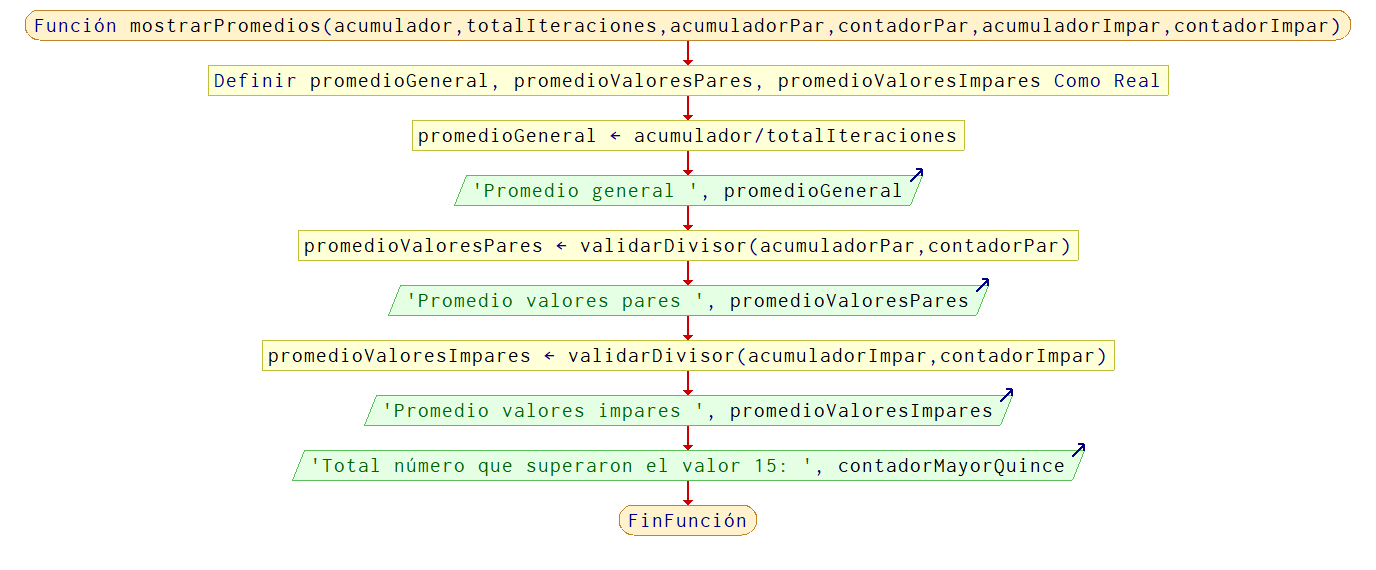 Función mostrarPromedios(acumulador,totalIteraciones,acumuladorPar,contadorPar,acumuladorImpar,contadorImpar)
Definir promedioGeneral, promedioValoresPares, promedioValoresImpares Como Real
promedioGeneral ← acumulador/totalIteraciones
'Promedio general ', promedioGeneral
promedioValoresPares ← validarDivisor(acumuladorPar,contadorPar)
'Promedio valores pares ', promedioValoresPares
promedioValoresImpares ← validarDivisor(acumuladorImpar,contadorImpar)
'Promedio valores impares ', promedioValoresImpares
'Total número que superaron el valor 15: ', contadorMayorQuince
FinFunción